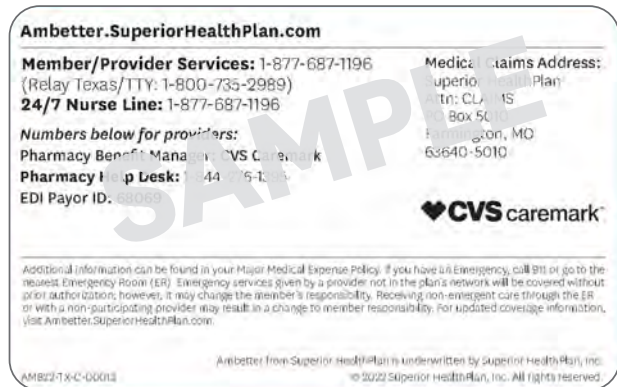 Ambetter.SuperiorHealthPlan.com
Member/Provider Services: 1-877-687-1196
(Relay Texas/TTY: 1-800-735-2989)
24/7 Nurse Line: 1-877-687-1196
Numbers below for providers:
Pharmacy Benefit Manager: CVS Caremark
Pharmacy Help Desk:
EDI Payor ID: 68069
Medical Claims Address:
Superior HealthPlan
Attn: CLAIMS
PO Box 5010
Farmington, MO
63640-5010
SAMPLE
CVS caremark
Additional information can be found in your Major Medical Expense Policy. If you have an Emergency, call 911 or go to the
nearest Emergency Room (ER). Emergency services given by a provider not in the plan's network will be covered without
prior authorization; however, it may change the member's responsibility. Receiving non-emergent care through the ER
or with a non-participating provider may result in a change to member responsibility. For updated coverage information,
visit Ambetter.SuperiorHealthPlan.com.
Ambetter from Superior HealthPlan is underwritten by Superior HealthPlan, Inc.
AMB22-TX-C-00013
© 2022 Superior HealthPlan, Inc. All rights reserved.